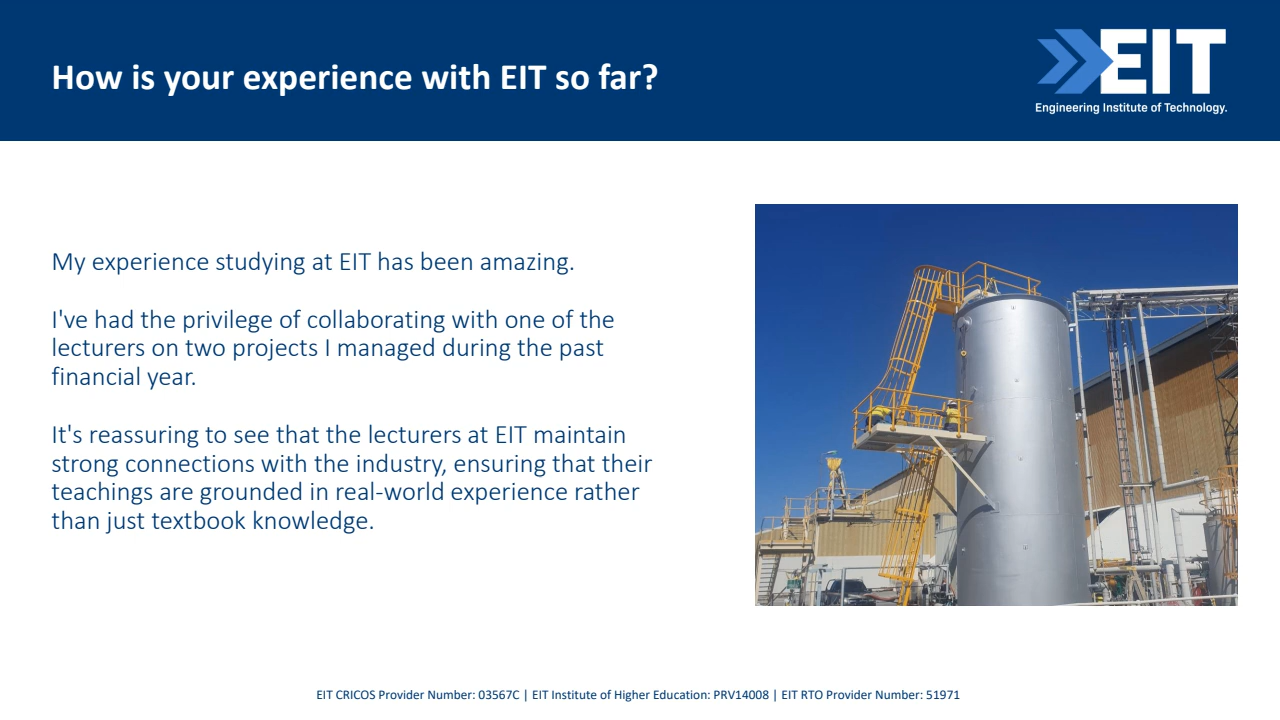 How is your experience with EIT so far?
EIT
Engineering Institute of Technology.
My experience studying at EIT has been amazing.
I've had the privilege of collaborating with one of the
lecturers on two projects I managed during the past
financial year.
It's reassuring to see that the lecturers at EIT maintain
strong connections with the industry, ensuring that their
teachings are grounded in real-world experience rather
than just textbook knowledge.
EIT CRICOS Provider Number: 03567C | EIT Institute of Higher Education: PRV14008 | EIT RTO Provider Number: 51971